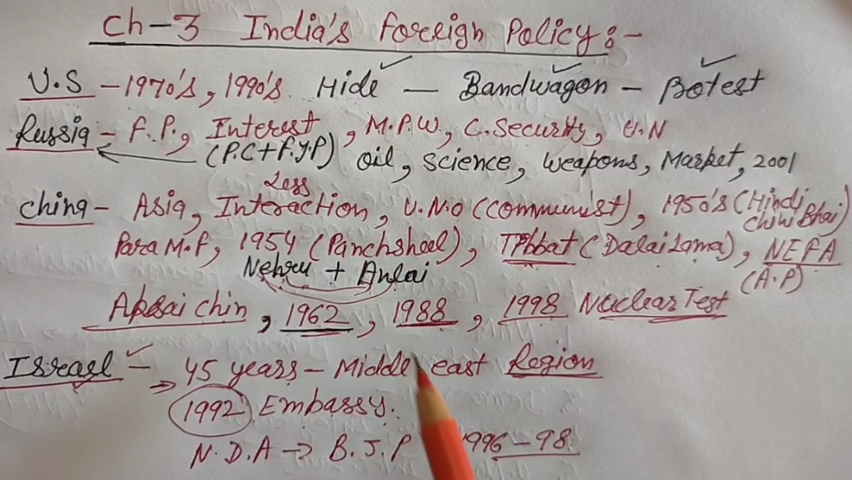 Ch-3 India's Foreign Policy:-
U.S - 1970's, 1990's Hide - Bandwagon - Botest
Russia - F.P., Interest, M.P.W., C.Security, U.N
(P.C+F.Y.P) oil, science, weapons, Market, 2001
Less
China - Asia, Interaction, U.N.O (Communist), 1950's (Hindi Chini Bhai)
Para M.F, 1954 (Panchsheel), Tibbat (Dalai Lama), NEFA
Nehru + Anlai (A.P)
Aksai Chin, 1962, 1988, 1998 Nuclear Test
Israel - 45 years - Middle east Region
1992 Embassy.
N.D.A → B.J.P 1996-98